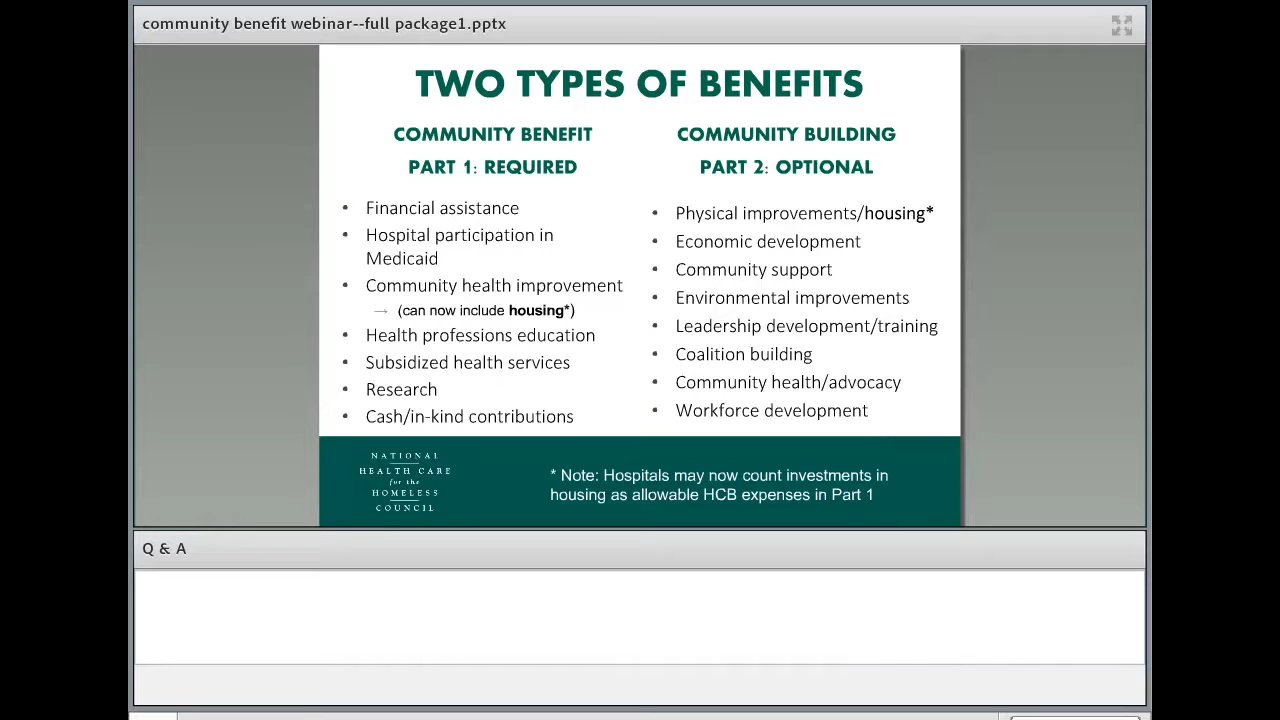 community benefit webinar--full package1.pptx
TWO TYPES OF BENEFITS
COMMUNITY BENEFIT
PART 1: REQUIRED
• Financial assistance
• Hospital participation in
Medicaid
• Community health improvement
→ (can now include housing*)
• Health professions education
• Subsidized health services
• Research
• Cash/in-kind contributions
COMMUNITY BUILDING
PART 2: OPTIONAL
• Physical improvements/housing*
• Economic development
• Community support
• Environmental improvements
• Leadership development/training
• Coalition building
• Community health/advocacy
• Workforce development
NATIONAL
HEALTH CARE
for the
HOMELESS
COUNCIL
* Note: Hospitals may now count investments in
housing as allowable HCB expenses in Part 1
Q & A